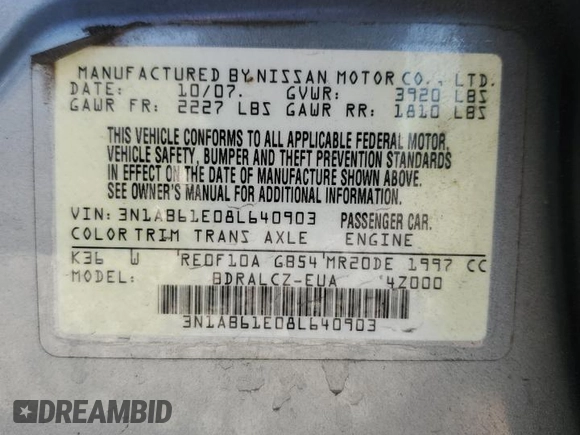 MANUFACTURED BY NISSAN MOTOR CO., LTD.
DATE: 10/07. GVWR: 3920 LBS
GAWR FR: 2227 LBS GAWR RR: 1810 LBS
THIS VEHICLE CONFORMS TO ALL APPLICABLE FEDERAL MOTOR.
VEHICLE SAFETY, BUMPER AND THEFT PREVENTION STANDARDS
IN EFFECT ON THE DATE OF MANUFACTURE SHOWN ABOVE.
SEE OWNER'S MANUAL FOR ADDITIONAL INFORMATION.
VIN: 3N1AB61E08L640903 PASSENGER CAR.
COLOR TRIM TRANS AXLE ENGINE
K36 W RE0F10A GB54 MR20DE 1997 CC
MODEL: BDRALCZ-EUA 4Z000
3N1AB61E08L640903
DREAMBID